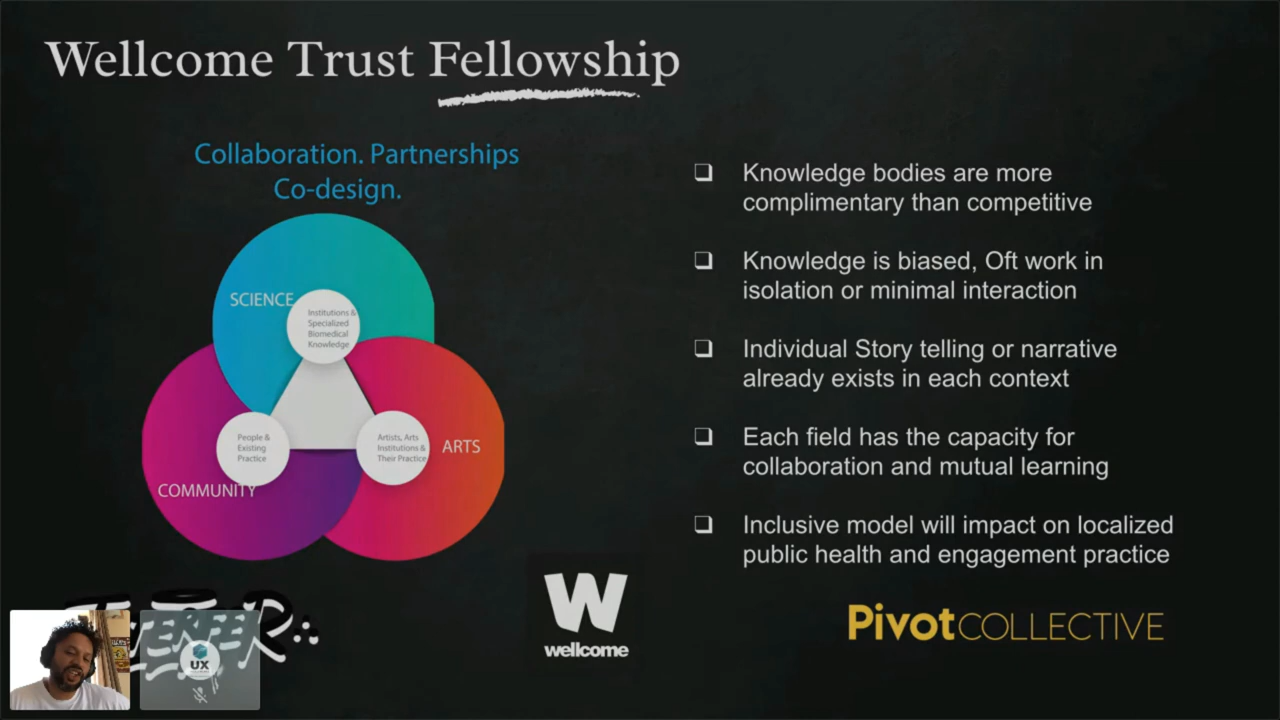 Wellcome Trust Fellowship
Collaboration. Partnerships
Co-design.
SCIENCE
Institutions &
Specialized
Biomedical
Knowledge
People &
Existing
Practice
Artists, Arts
Institutions &
Their Practice
ARTS
COMMUNITY
Knowledge bodies are more
complimentary than competitive
Knowledge is biased, Oft work in
isolation or minimal interaction
Individual Story telling or narrative
already exists in each context
Each field has the capacity for
collaboration and mutual learning
Inclusive model will impact on localized
public health and engagement practice
W
wellcome
PivotCOLLECTIVE
UX